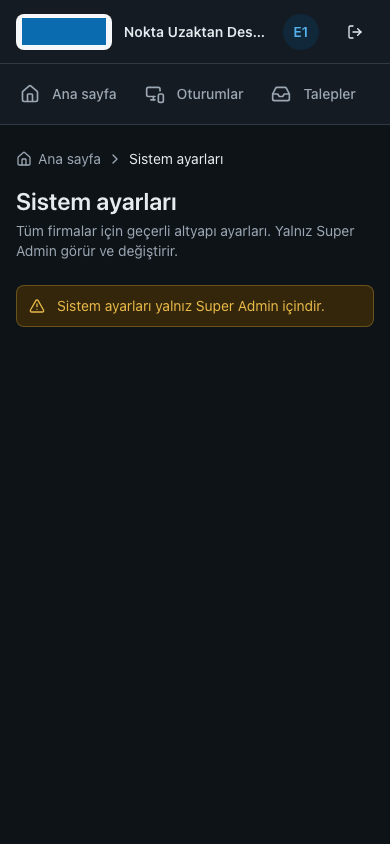 Nokta Uzaktan Des...
E1
Ana sayfa
Oturumlar
Talepler
Ana sayfa
Sistem ayarları
Sistem ayarları
Tüm firmalar için geçerli altyapı ayarları. Yalnız Super
Admin görür ve değiştirir.
Sistem ayarları yalnız Super Admin içindir.